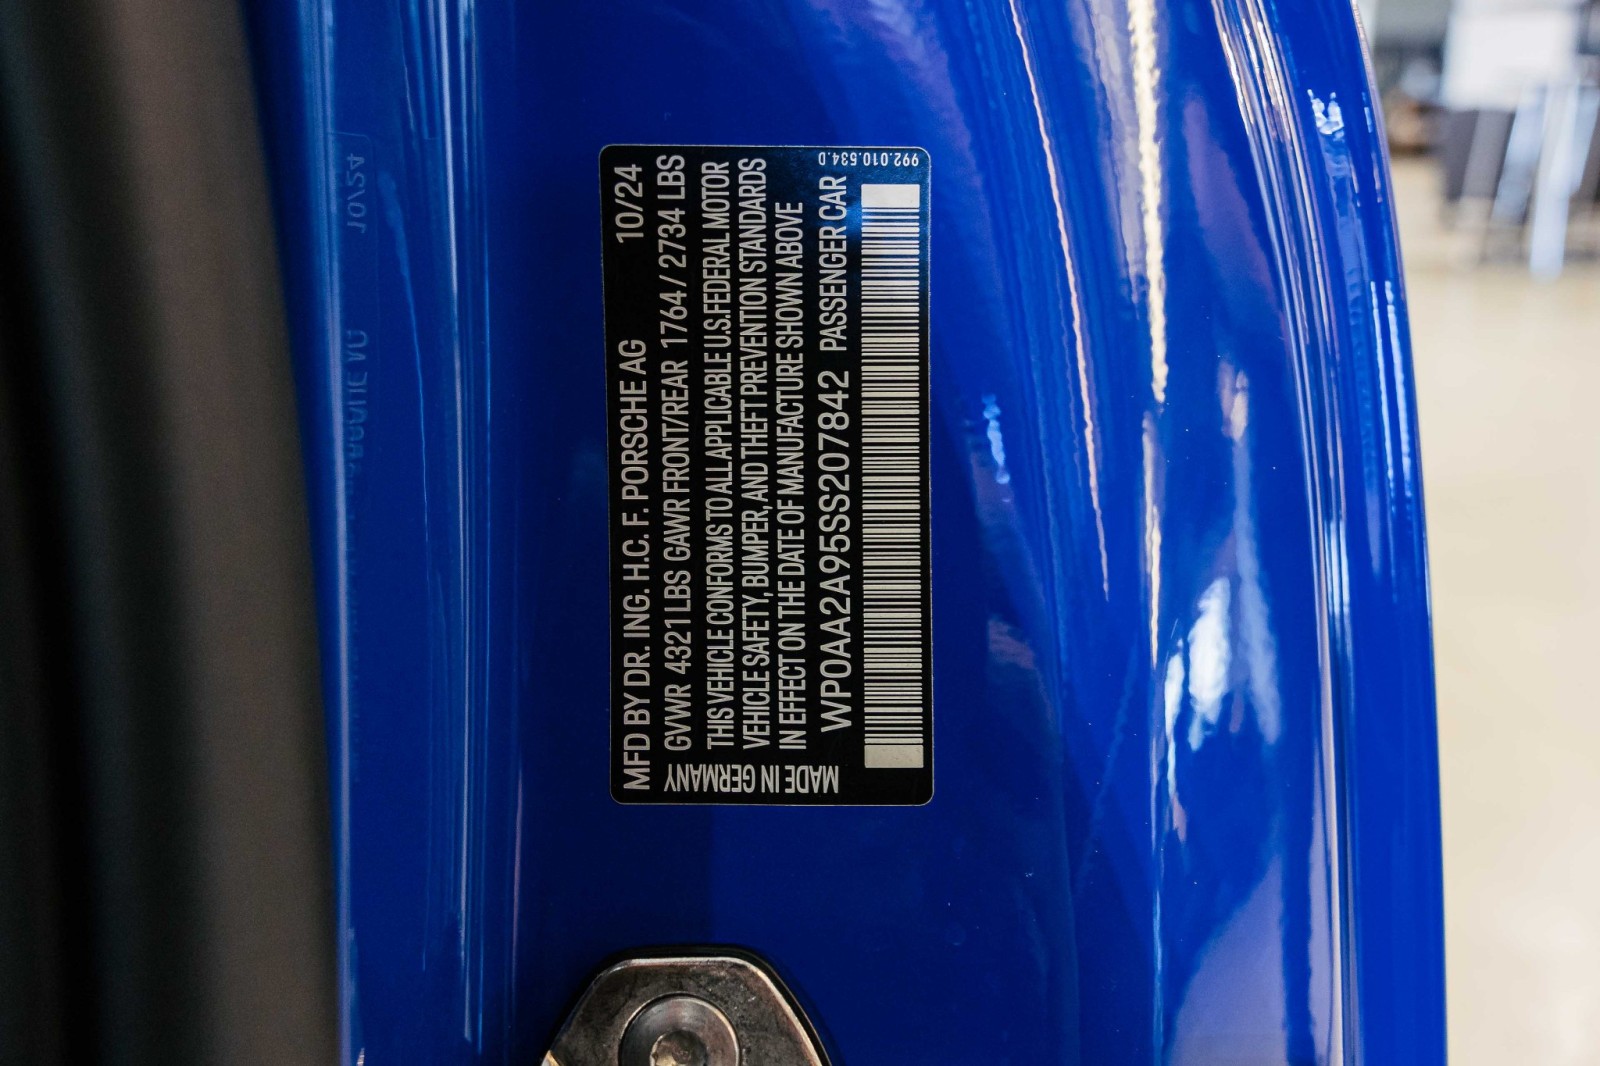 MFD BY DR. ING. H.C. F. PORSCHE AG 10/24
GVWR 4321 LBS GAWR FRONT/REAR 1764 / 2734 LBS
THIS VEHICLE CONFORMS TO ALL APPLICABLE U.S. FEDERAL MOTOR
VEHICLE SAFETY, BUMPER, AND THEFT PREVENTION STANDARDS
IN EFFECT ON THE DATE OF MANUFACTURE SHOWN ABOVE
WP0AA2A95SS207842 PASSENGER CAR
MADE IN GERMANY
992.010.534.D